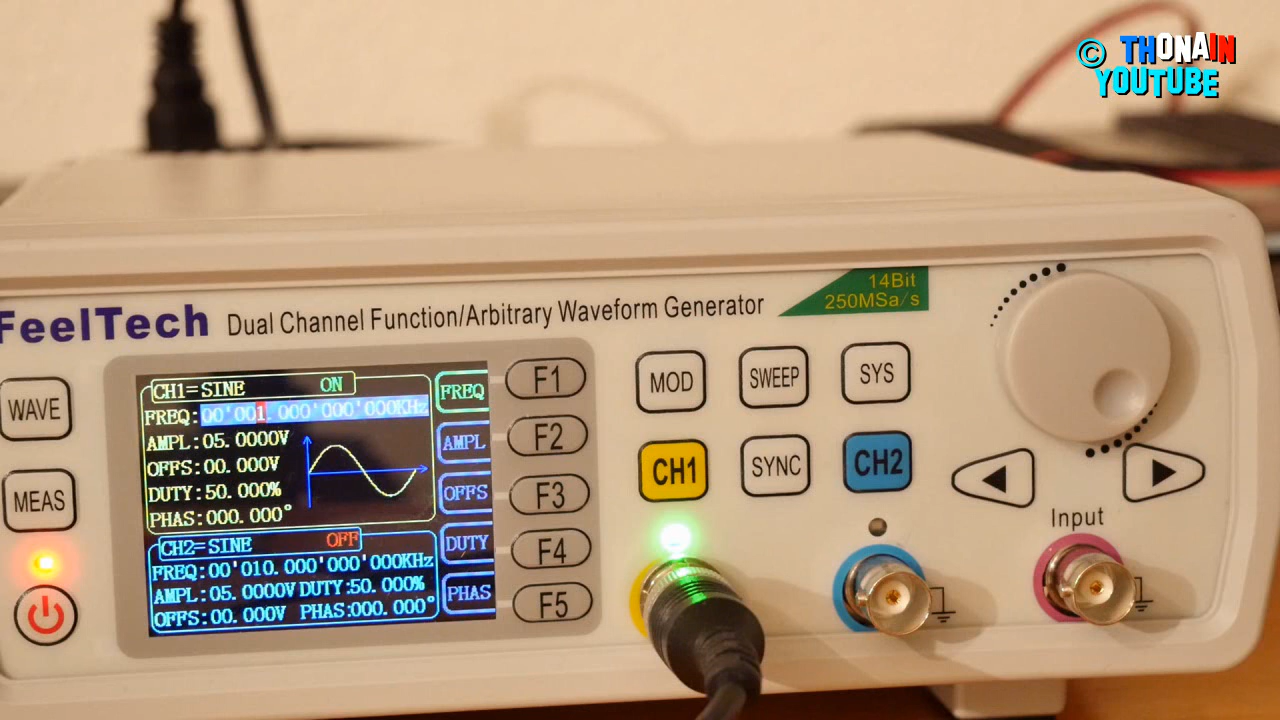 © THONAIN
YOUTUBE
14Bit
250MSa/s
FeelTech Dual Channel Function/Arbitrary Waveform Generator
WAVE
MEAS
CH1=SINE ON
FREQ:00'001.000'000'000KHz
AMPL:05.0000V
OFFS:00.000V
DUTY:50.000%
PHAS:000.000°
CH2=SINE OFF
FREQ:00'010.000'000'000KHz
AMPL:05.0000V DUTY:50.000%
OFFS:00.000V PHAS:000.000°
FREQ
AMPL
OFFS
DUTY
PHAS
F1
F2
F3
F4
F5
MOD SWEEP SYS
CH1 SYNC CH2
Input